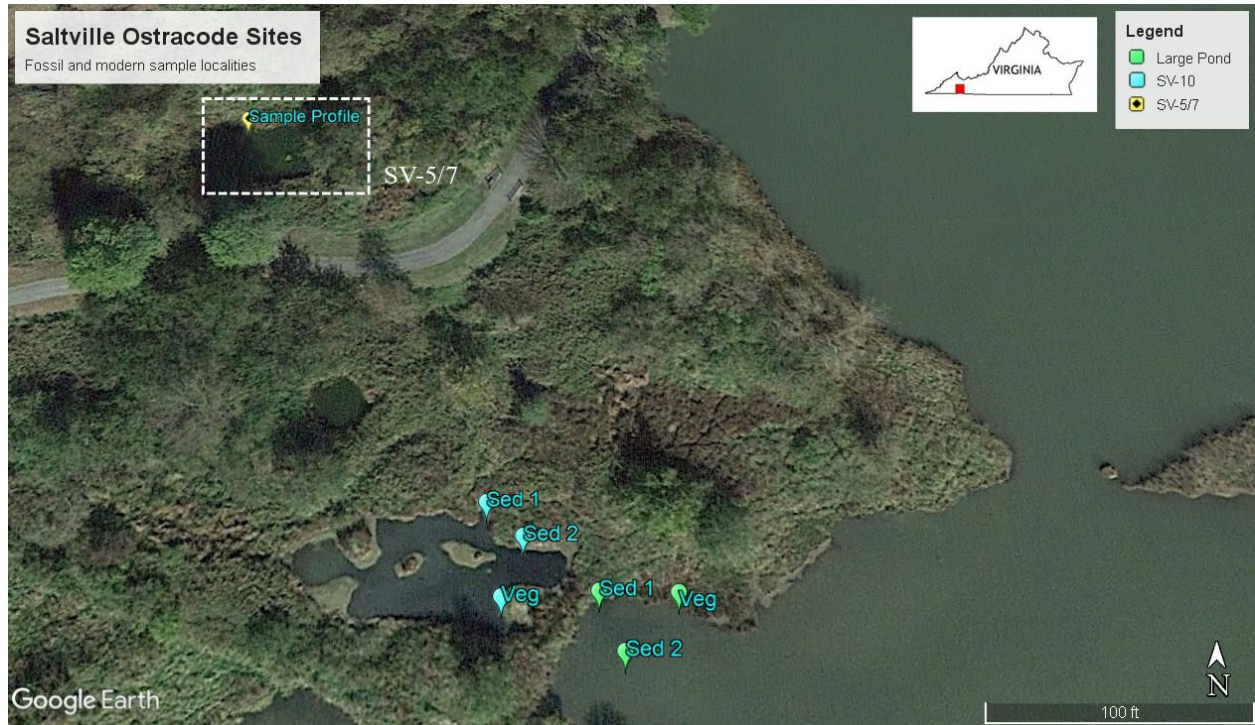 Saltville Ostracode Sites
Fossil and modern sample localities
VIRGINIA
Legend
Large Pond
SV-10
SV-5/7
Sample Profile
SV-5/7
Sed 1
Sed 2
Veg
Sed 1
Veg
Sed 2
Google Earth
N
100 ft